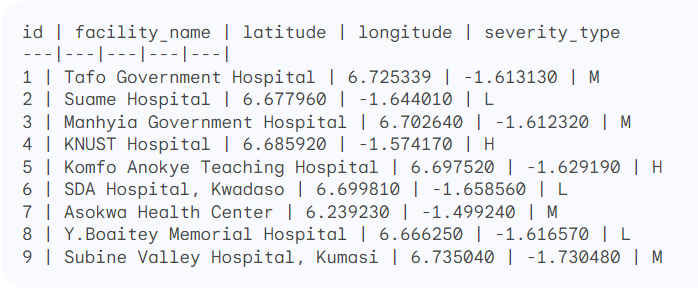 id | facility_name | latitude | longitude | severity_type
---|---|---|---|---|
1 | Tafo Government Hospital | 6.725339 | -1.613130 | M
2 | Suame Hospital | 6.677960 | -1.644010 | L
3 | Manhyia Government Hospital | 6.702640 | -1.612320 | M
4 | KNUST Hospital | 6.685920 | -1.574170 | H
5 | Komfo Anokye Teaching Hospital | 6.697520 | -1.629190 | H
6 | SDA Hospital, Kwadaso | 6.699810 | -1.658560 | L
7 | Asokwa Health Center | 6.239230 | -1.499240 | M
8 | Y.Boaitey Memorial Hospital | 6.666250 | -1.616570 | L
9 | Subine Valley Hospital, Kumasi | 6.735040 | -1.730480 | M